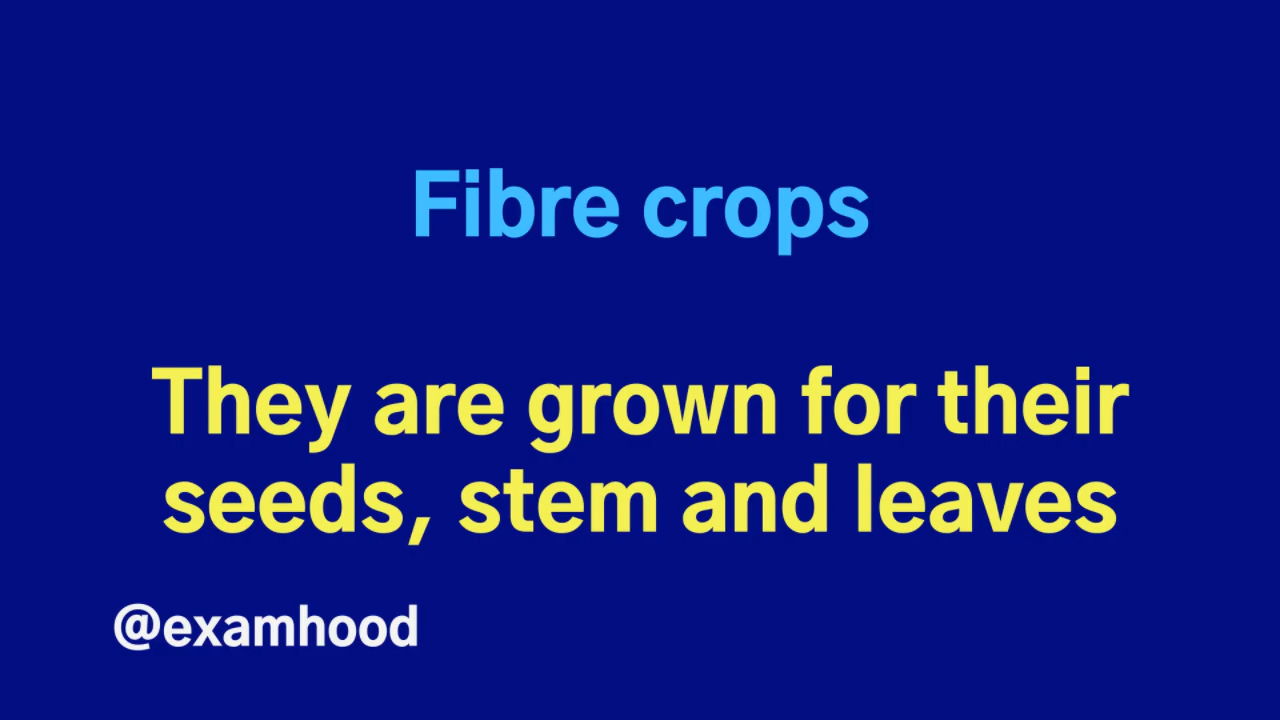 Fibre crops
They are grown for their
seeds, stem and leaves
@examhood